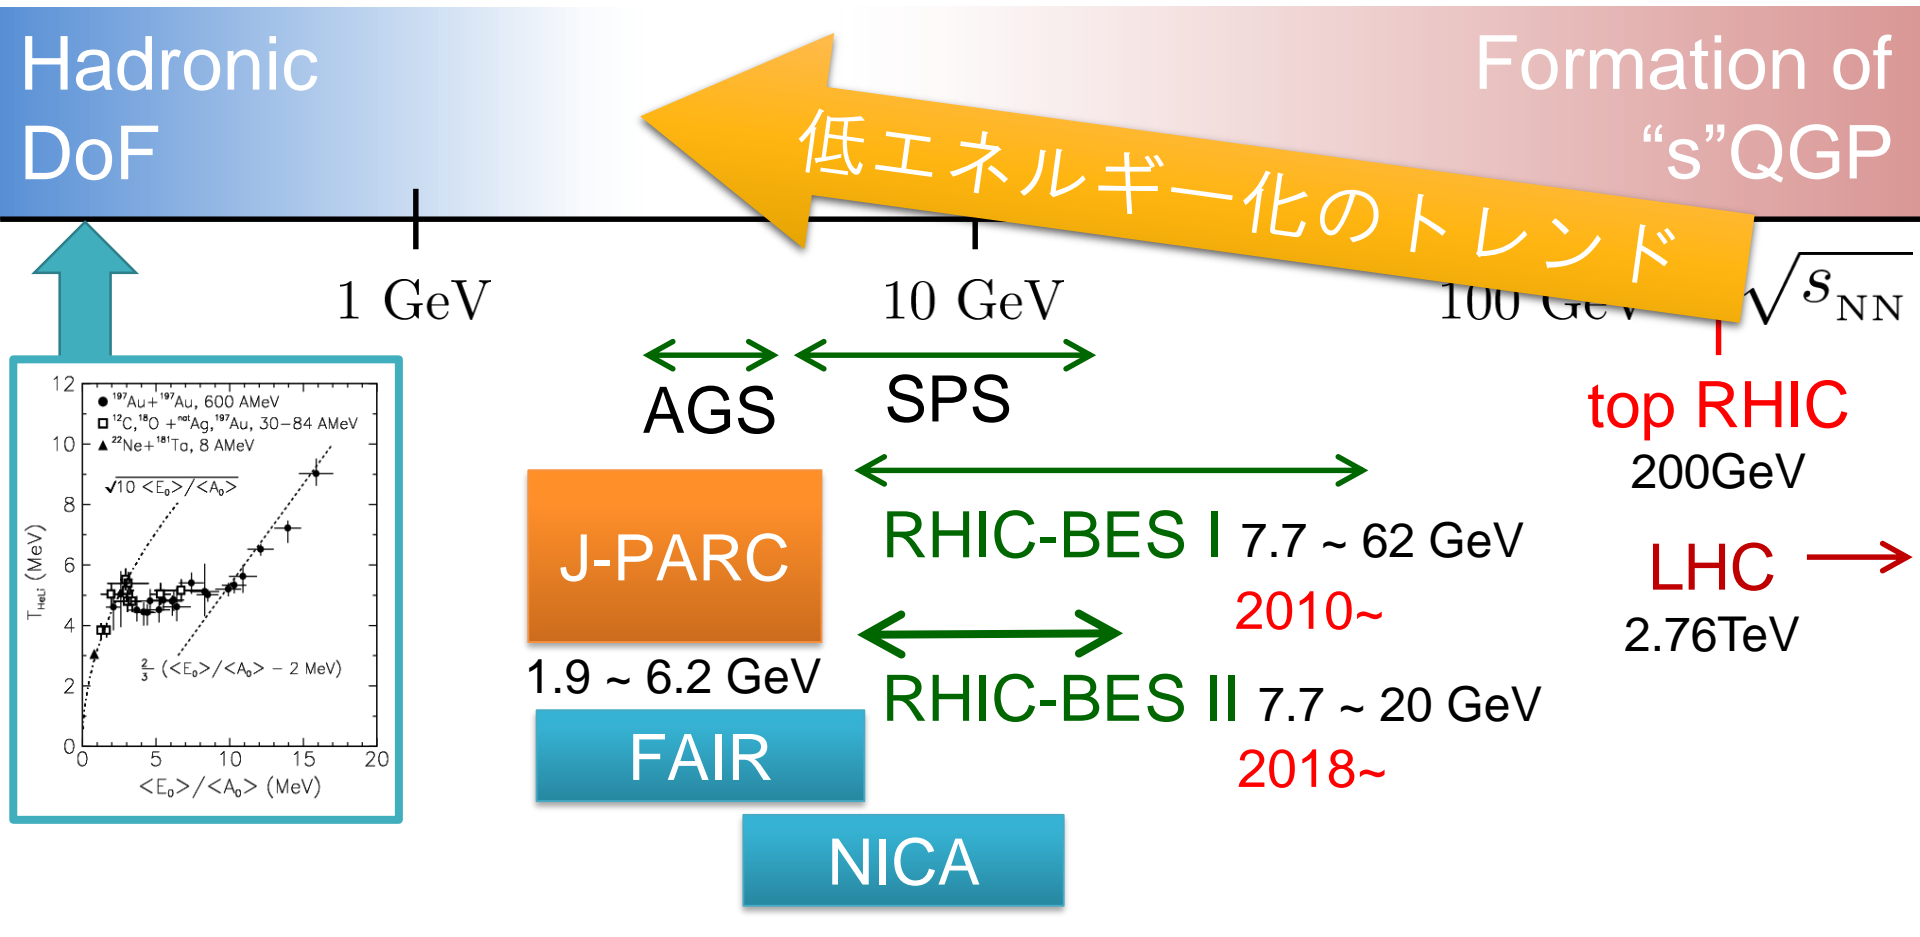 Hadronic
DoF
Formation of
“s”QGP
低エネルギー化のトレンド
1 GeV
10 GeV
100 GeV
√s_NN
AGS
SPS
top RHIC
200GeV
J-PARC
1.9 ~ 6.2 GeV
RHIC-BES I 7.7 ~ 62 GeV
2010~
LHC
2.76TeV
RHIC-BES II 7.7 ~ 20 GeV
2018~
FAIR
NICA
12
10
8
6
4
2
0
T_HeLi (MeV)
¹⁹⁷Au+¹⁹⁷Au, 600 AMeV
¹²C,¹⁸O +ⁿᵃᵗAg,¹⁹⁷Au, 30–84 AMeV
²²Ne+¹⁸¹Ta, 8 AMeV
√10 <E₀>/<A₀>
2/3 (<E₀>/<A₀> – 2 MeV)
0 5 10 15 20
<E₀>/<A₀> (MeV)